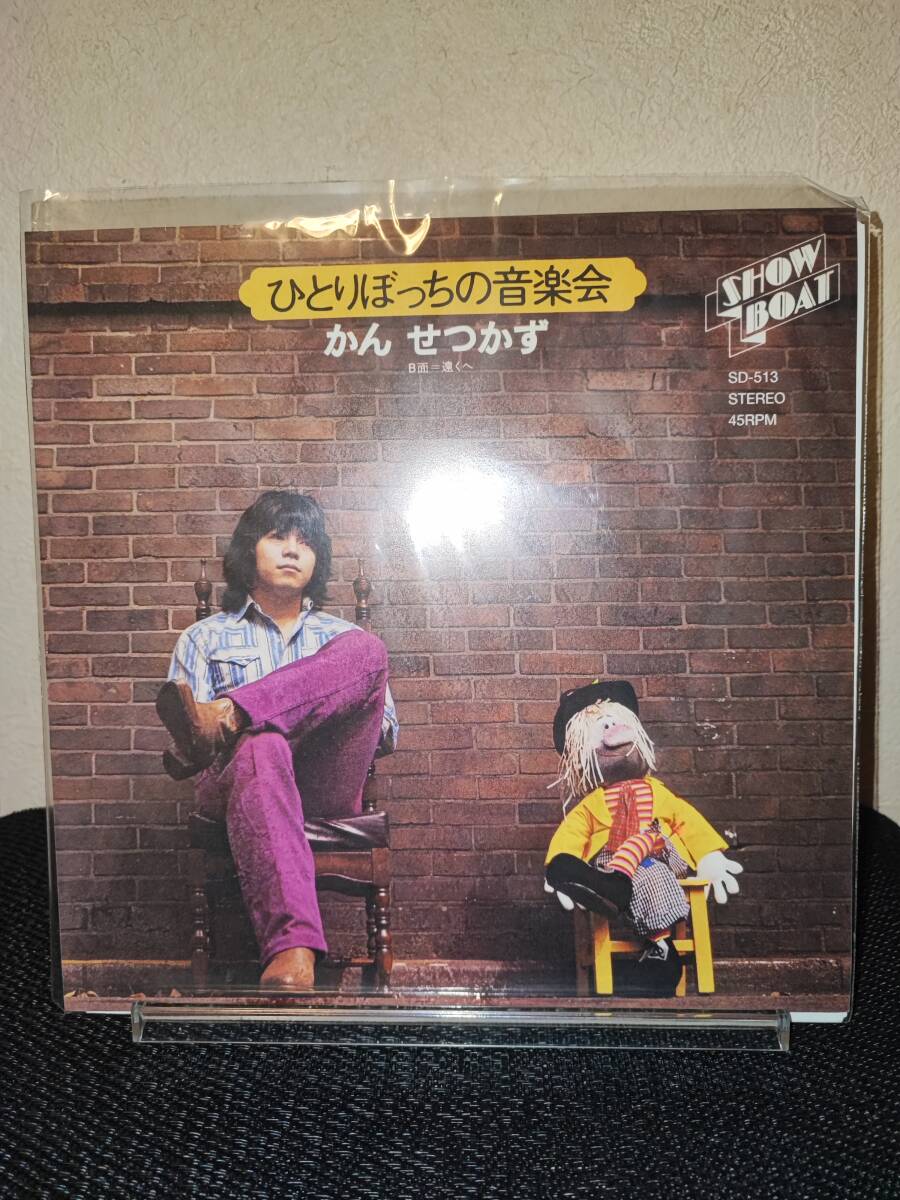 ひとりぼっちの音楽会
かん せつかず
B面=遠くへ
SHOW
BOAT
SD-513
STEREO
45RPM